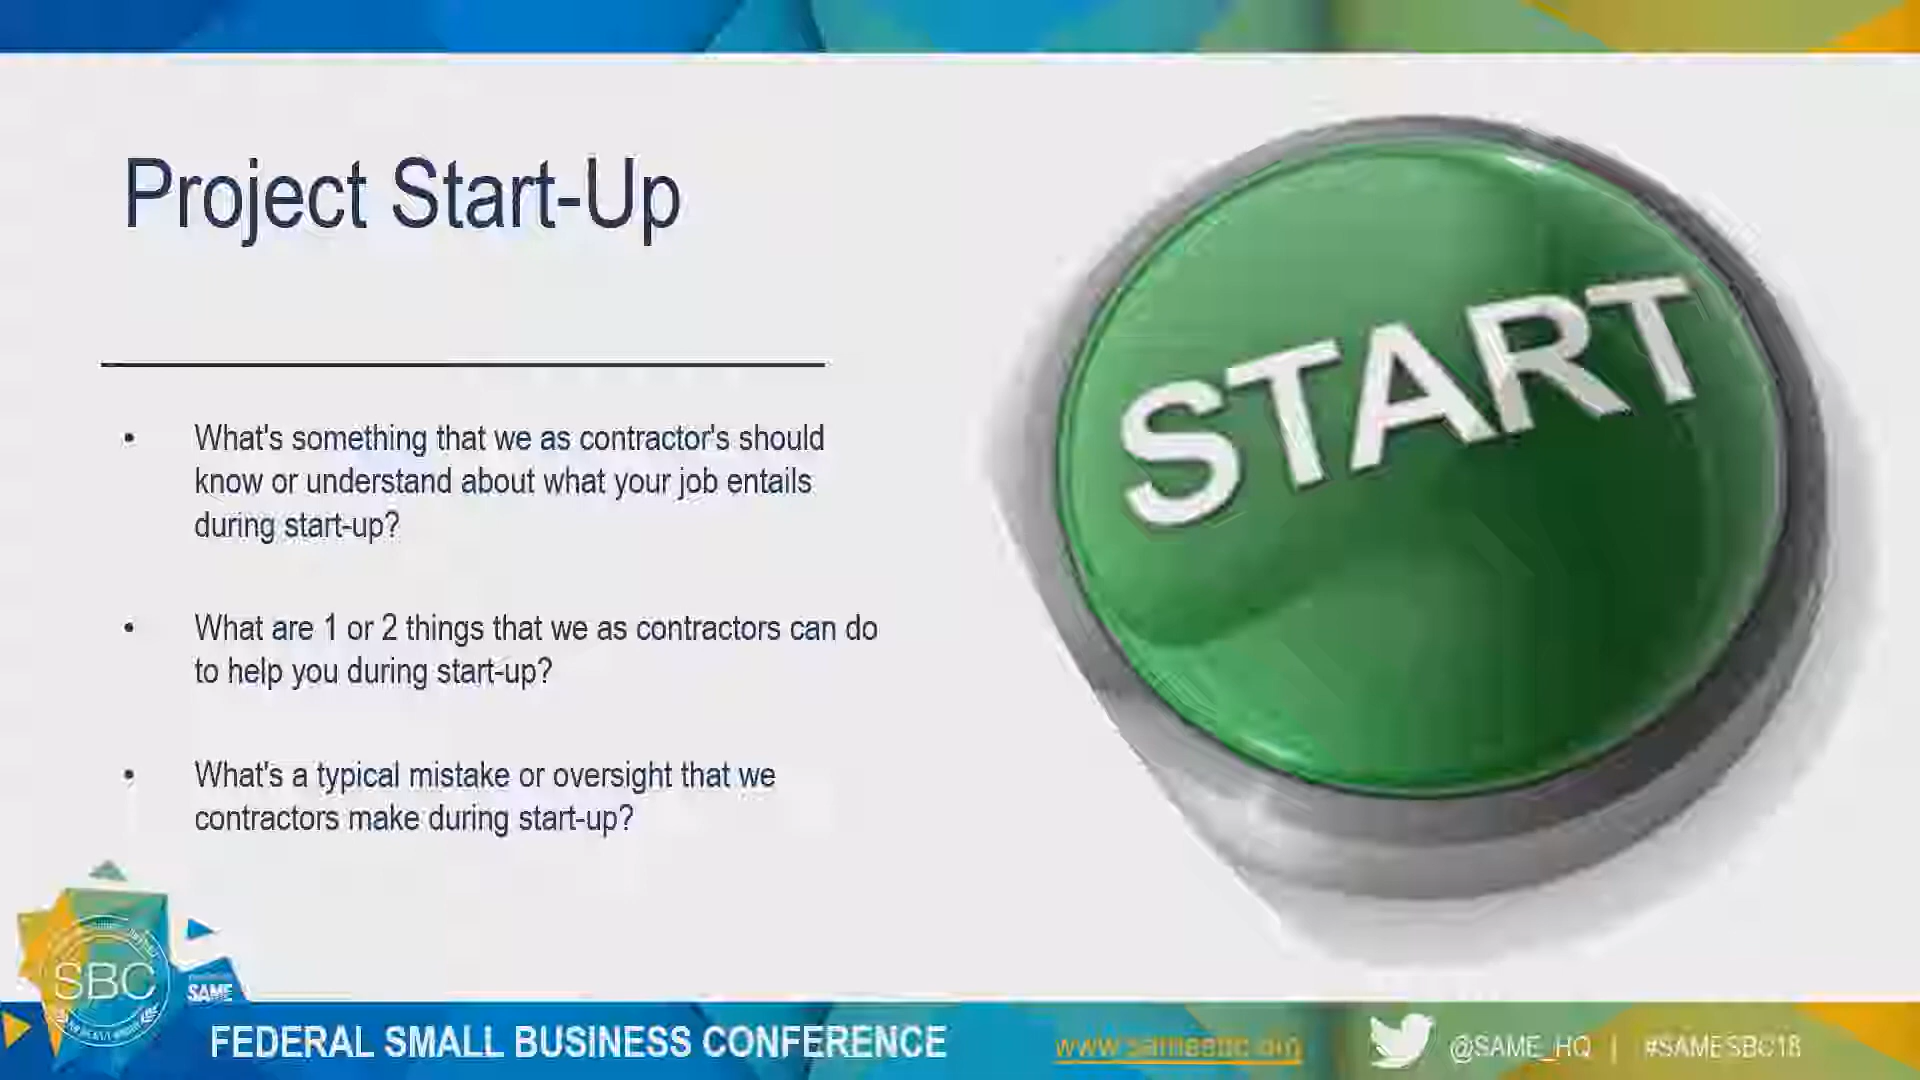 Project Start-Up
START
• What's something that we as contractor's should
know or understand about what your job entails
during start-up?
• What are 1 or 2 things that we as contractors can do
to help you during start-up?
• What's a typical mistake or oversight that we
contractors make during start-up?
SBC
SAME
FEDERAL SMALL BUSINESS CONFERENCE
www.samesbc.org
@SAME_HQ | #SAMESBC18